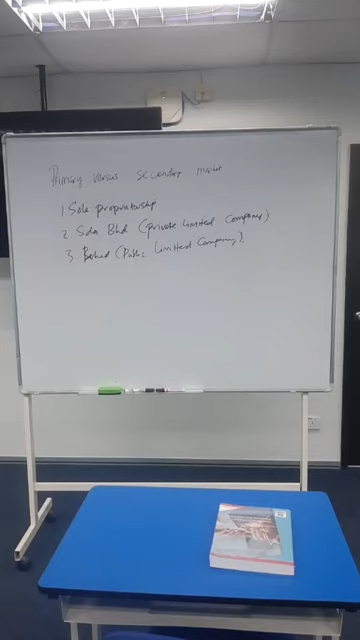 Primary versus secondary market
1 Sole proprietorship
2 Sdn Bhd (private limited company)
3 Berhad (Public Limited Company).